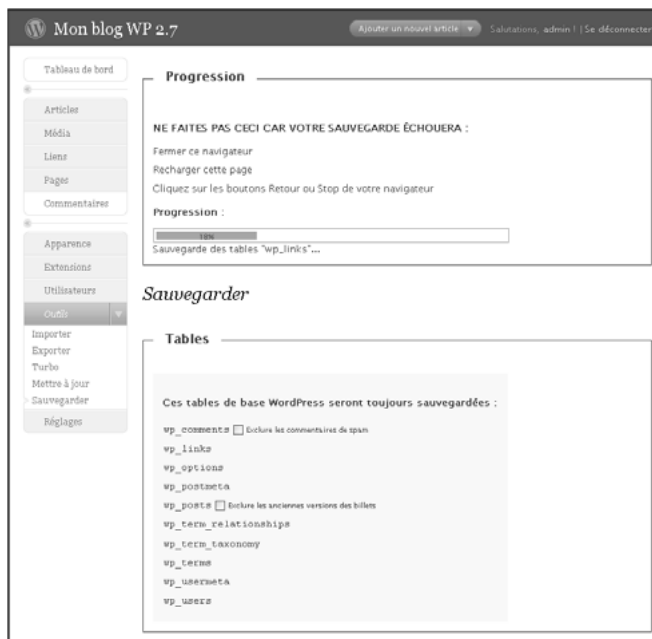 Mon blog WP 2.7
Ajouter un nouvel article
Salutations, admin ! | Se déconnecter
Tableau de bord
Articles
Média
Liens
Pages
Commentaires
Apparence
Extensions
Utilisateurs
Outils
Importer
Exporter
Turbo
Mettre à jour
Sauvegarder
Réglages
Progression
NE FAITES PAS CECI CAR VOTRE SAUVEGARDE ÉCHOUERA :
Fermer ce navigateur
Recharger cette page
Cliquez sur les boutons Retour ou Stop de votre navigateur
Progression :
Sauvegarde des tables "wp_links"...
Sauvegarder
Tables
Ces tables de base WordPress seront toujours sauvegardées :
wp_comments Exclure les commentaires de spam
wp_links
wp_options
wp_postmeta
wp_posts Exclure les anciennes versions des billets
wp_term_relationships
wp_term_taxonomy
wp_terms
wp_usermeta
wp_users